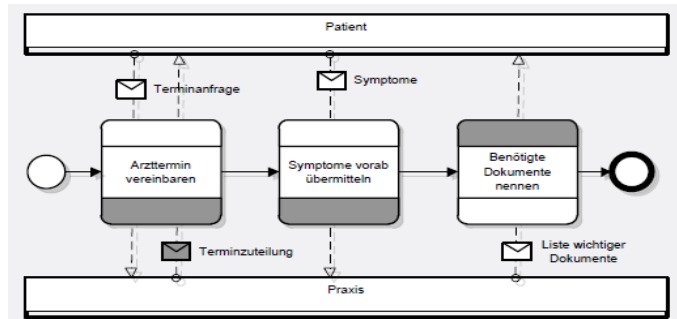 Patient
Terminanfrage
Symptome
Arzttermin
vereinbaren
Symptome vorab
übermitteln
Benötigte
Dokumente
nennen
Terminzuteilung
Liste wichtiger
Dokumente
Praxis